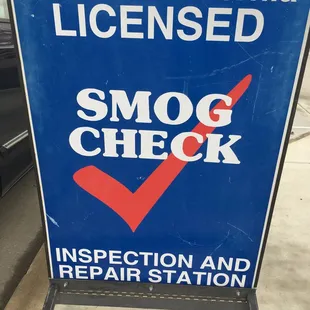 LICENSED
SMOG
CHECK
INSPECTION AND
REPAIR STATION